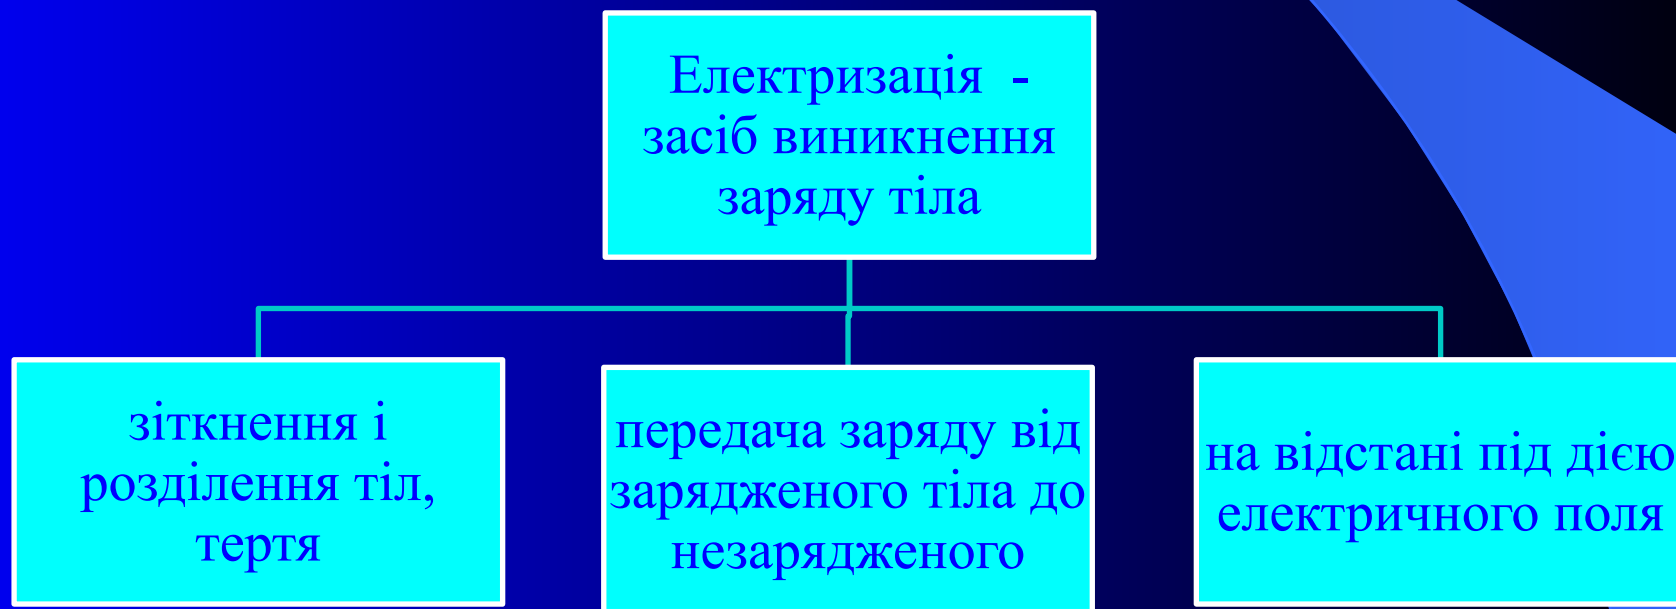 Електризація -
засіб виникнення
заряду тіла
зіткнення і
розділення тіл,
тертя
передача заряду від
зарядженого тіла до
незарядженого
на відстані під дією
електричного поля